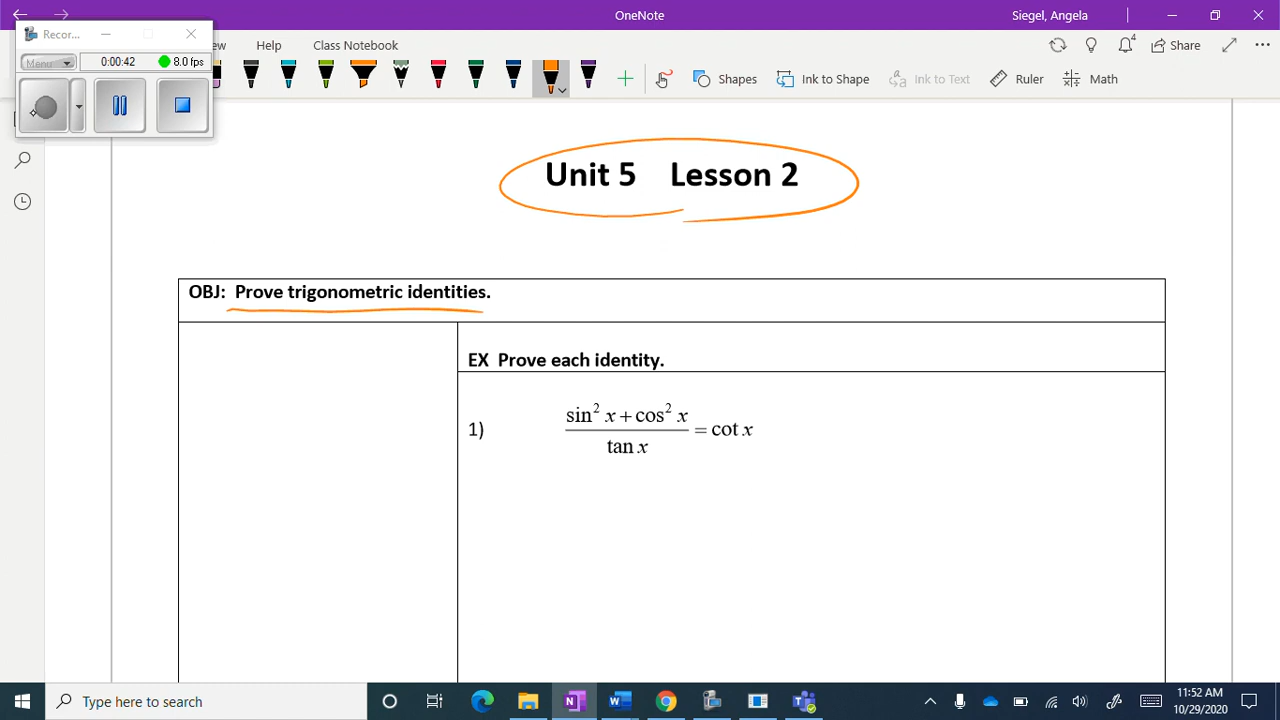 OneNote
Siegel, Angela
Recor...
Menu
0:00:42
8.0 fps
ew
Help
Class Notebook
4
Share
Shapes
Ink to Shape
Ink to Text
Ruler
Math
Unit 5 Lesson 2
OBJ: Prove trigonometric identities.
EX Prove each identity.
1) (sin² x + cos² x) / tan x = cot x
Type here to search
11:52 AM
10/29/2020